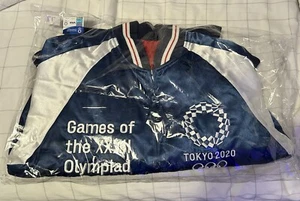 Games of
the XXXII
Olympiad
TOKYO 2020